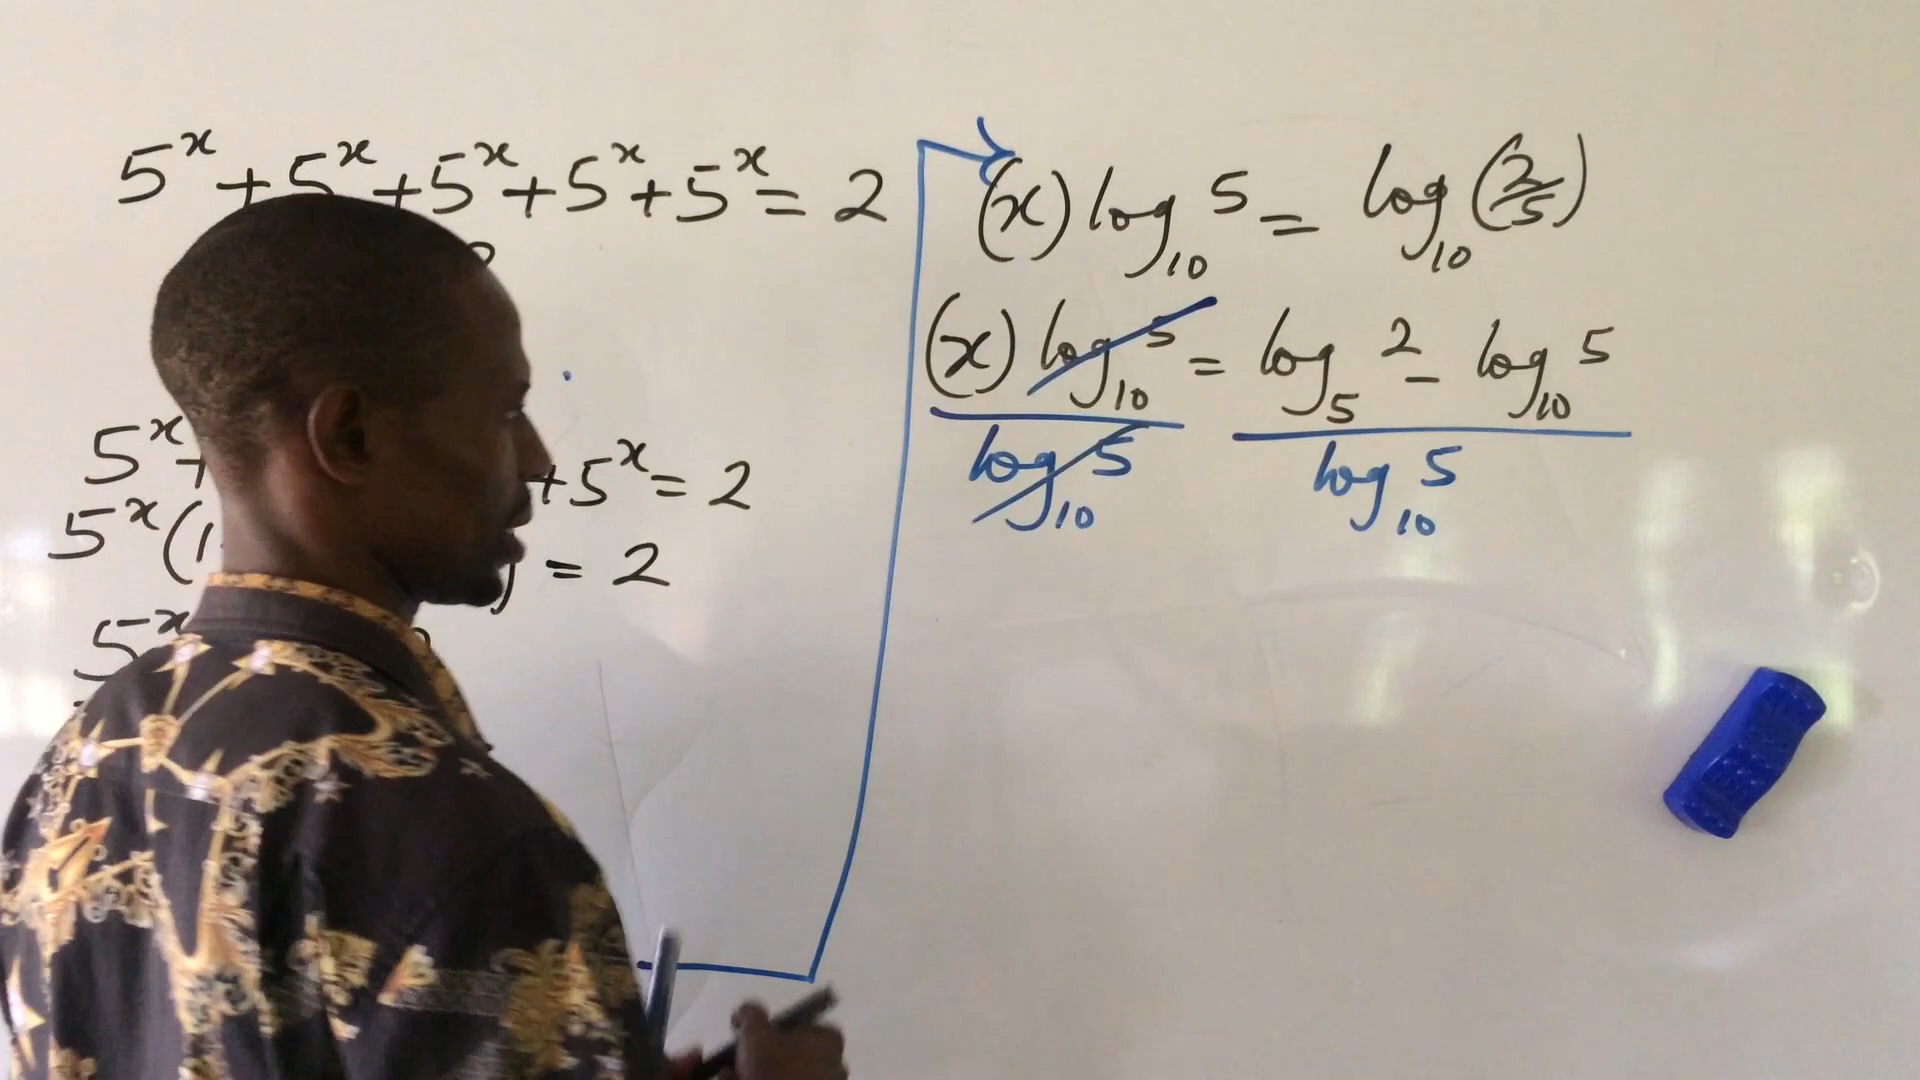 5^x + 5^x + 5^x + 5^x + 5^x = 2
5^x + + 5^x = 2
5^x (1 ) = 2
5^x
(x) log_10 5 = log_10 (2/5)
(x) log_10 5 = log_5 2 - log_10 5
log_10 5 log_10 5